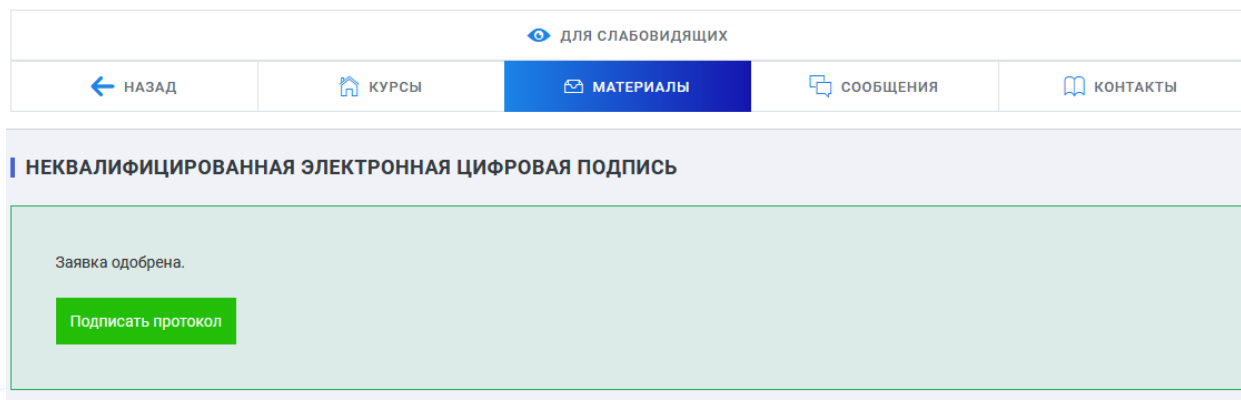 ДЛЯ СЛАБОВИДЯЩИХ
НАЗАД
КУРСЫ
МАТЕРИАЛЫ
СООБЩЕНИЯ
КОНТАКТЫ
НЕКВАЛИФИЦИРОВАННАЯ ЭЛЕКТРОННАЯ ЦИФРОВАЯ ПОДПИСЬ
Заявка одобрена.
Подписать протокол